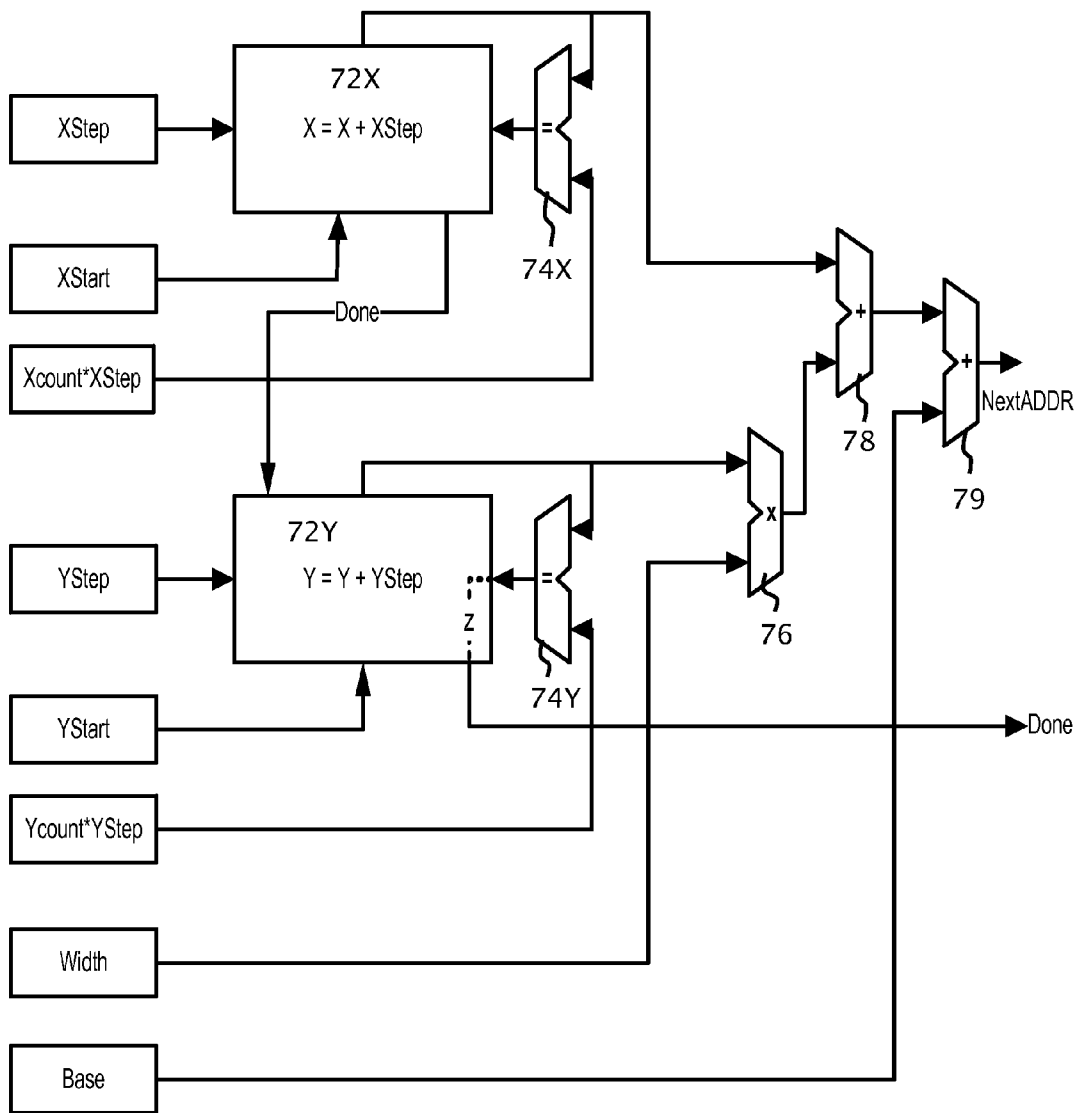 72X
XStep
X = X + XStep
=
74X
XStart
Done
Xcount*XStep
+
78
+
NextADDR
79
72Y
YStep
Y = Y + YStep
=
z
x
76
74Y
YStart
Done
Ycount*YStep
Width
Base